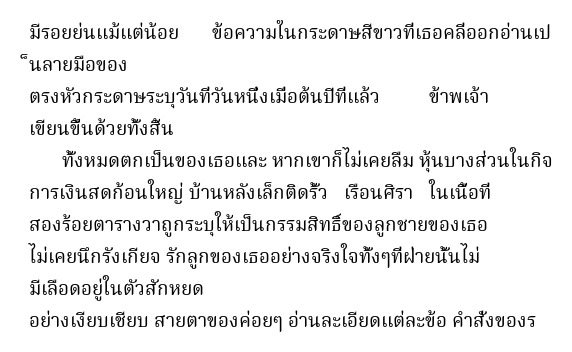 มีรอยย่นแม้แต่น้อย ข้อความในกระดาษสีขาวที่เธอคลี่ออกอ่านเป
็นลายมือของ
ตรงหัวกระดาษระบุวันที่วันหนึ่งเมื่อต้นปีที่แล้ว ข้าพเจ้า
เขียนขึ้นด้วยทั้งสิ้น
ทั้งหมดตกเป็นของเธอและ หากเขาก็ไม่เคยลืม หุ้นบางส่วนในกิจ
การเงินสดก้อนใหญ่ บ้านหลังเล็กติดรั้ว เรือนศิรา ในเนื้อที่
สองร้อยตารางวาถูกระบุให้เป็นกรรมสิทธิ์ของลูกชายของเธอ
ไม่เคยนึกรังเกียจ รักลูกของเธออย่างจริงใจทั้งๆที่ฝ่ายนั้นไม่
มีเลือดอยู่ในตัวสักหยด
อย่างเงียบเชียบ สายตาของค่อยๆ อ่านละเอียดแต่ละข้อ คำสั่งของร